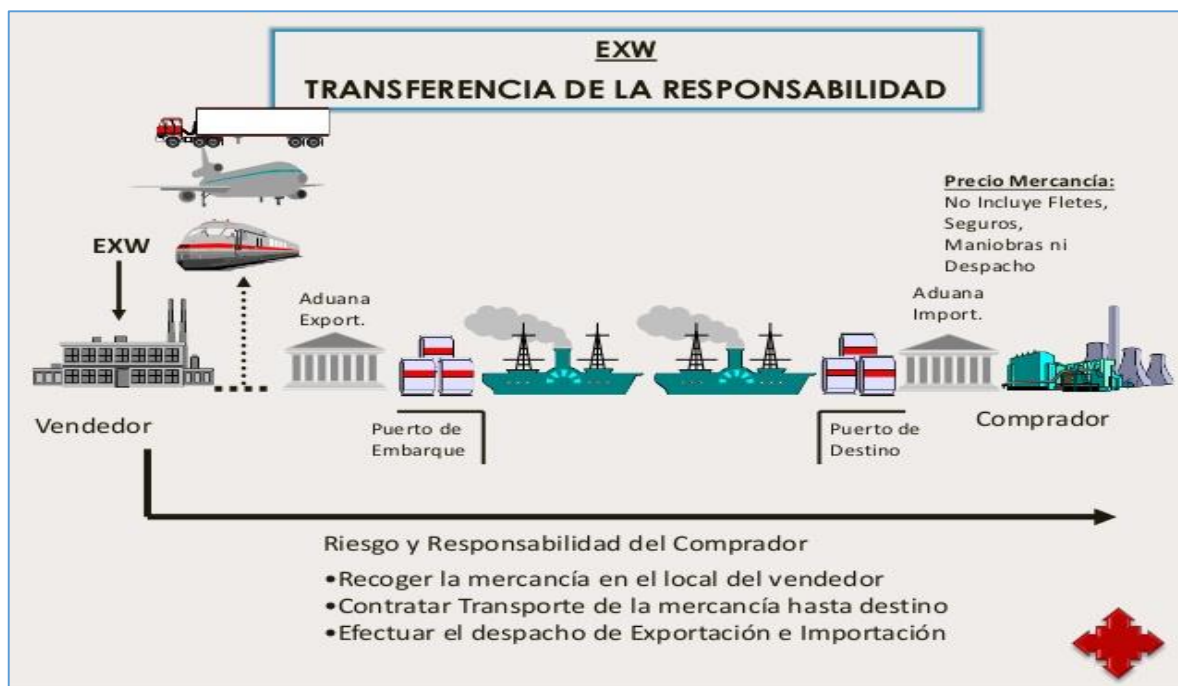 EXW
TRANSFERENCIA DE LA RESPONSABILIDAD
Precio Mercancía:
No Incluye Fletes,
Seguros,
Maniobras ni
Despacho
EXW
Aduana
Export.
Aduana
Import.
Vendedor
Puerto de
Embarque
Puerto de
Destino
Comprador
Riesgo y Responsabilidad del Comprador
•Recoger la mercancía en el local del vendedor
•Contratar Transporte de la mercancía hasta destino
•Efectuar el despacho de Exportación e Importación